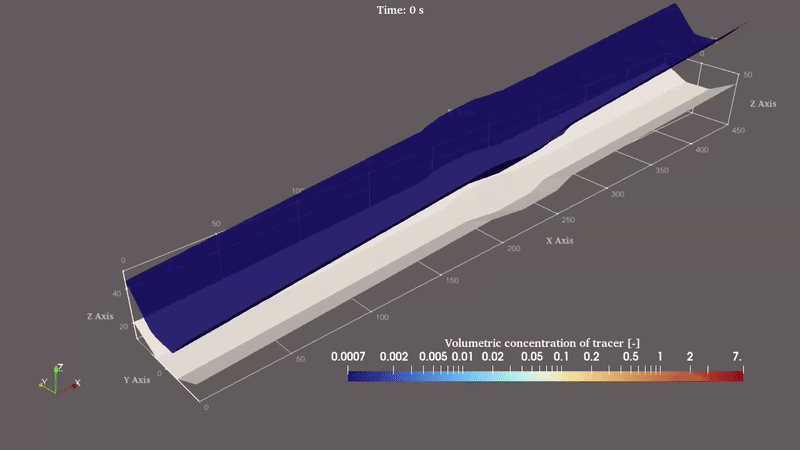 Time: 0 s
0
50
Z Axis
450
400
350
300
250
X Axis
200
150
100
50
0
100
50
0
40
Z Axis
20
0
Y Axis
Z
Y
X
Volumetric concentration of tracer [-]
0.0007 0.002 0.005 0.01 0.02 0.05 0.1 0.2 0.5 1 2 7.